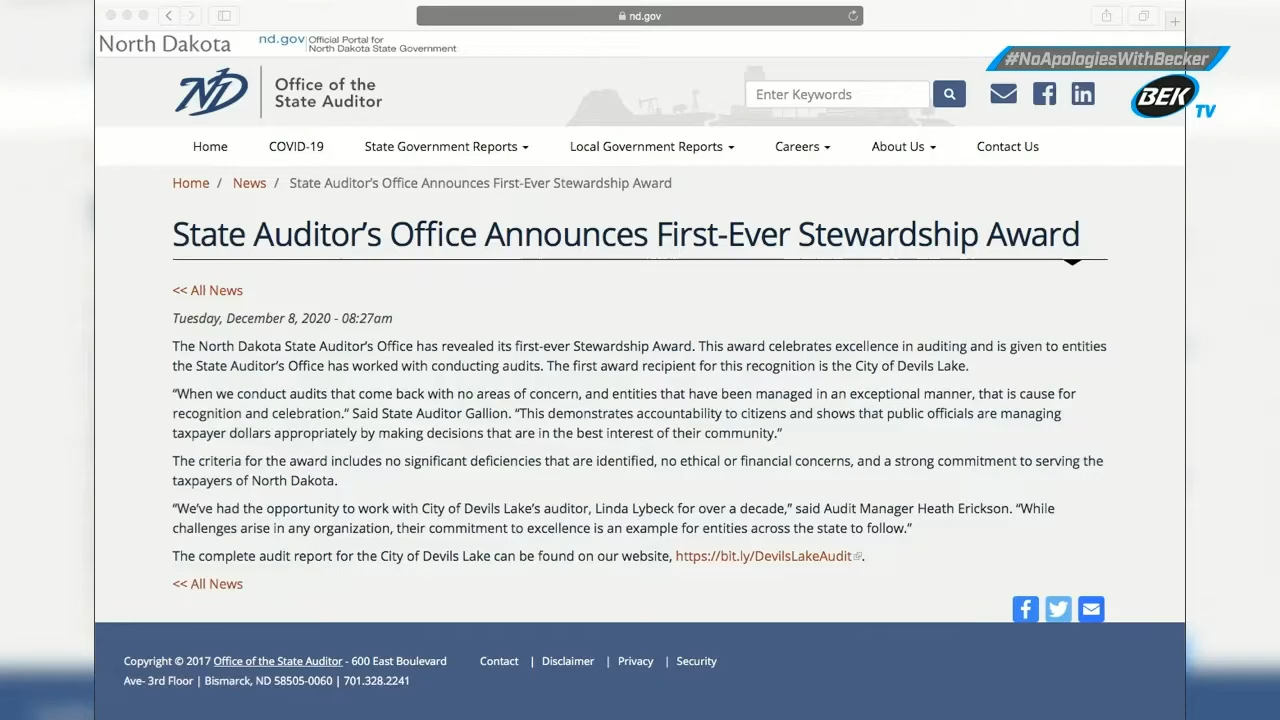 nd.gov
North Dakota nd.gov Official Portal for
North Dakota State Government
#NoApologiesWithBecker
BEK TV
ND Office of the
State Auditor
Enter Keywords
Home COVID-19 State Government Reports Local Government Reports Careers About Us Contact Us
Home / News / State Auditor's Office Announces First-Ever Stewardship Award
State Auditor’s Office Announces First-Ever Stewardship Award
<< All News
Tuesday, December 8, 2020 - 08:27am
The North Dakota State Auditor’s Office has revealed its first-ever Stewardship Award. This award celebrates excellence in auditing and is given to entities
the State Auditor’s Office has worked with conducting audits. The first award recipient for this recognition is the City of Devils Lake.
“When we conduct audits that come back with no areas of concern, and entities that have been managed in an exceptional manner, that is cause for
recognition and celebration.“ Said State Auditor Gallion. “This demonstrates accountability to citizens and shows that public officials are managing
taxpayer dollars appropriately by making decisions that are in the best interest of their community.”
The criteria for the award includes no significant deficiencies that are identified, no ethical or financial concerns, and a strong commitment to serving the
taxpayers of North Dakota.
“We’ve had the opportunity to work with City of Devils Lake’s auditor, Linda Lybeck for over a decade,” said Audit Manager Heath Erickson. “While
challenges arise in any organization, their commitment to excellence is an example for entities across the state to follow.”
The complete audit report for the City of Devils Lake can be found on our website, https://bit.ly/DevilsLakeAudit.
<< All News
Copyright © 2017 Office of the State Auditor - 600 East Boulevard Contact | Disclaimer | Privacy | Security
Ave- 3rd Floor | Bismarck, ND 58505-0060 | 701.328.2241